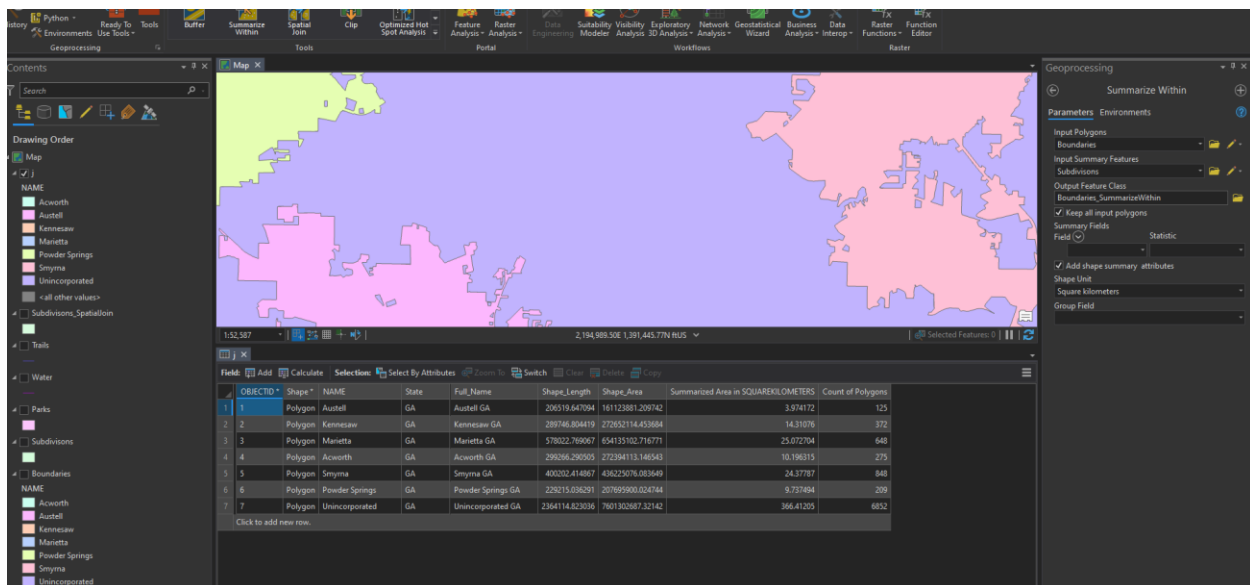 Python
Ready To Use Tools
Tools
Environments
Buffer
Summarize Within
Spatial Join
Clip
Optimized Hot Spot Analysis
Feature Analysis
Raster Analysis
Data Engineering
Suitability Modeler
Visibility Analysis
Exploratory 3D Analysis
Network Analysis
Geostatistical Wizard
Business Analysis
Data Interop
Raster Functions
Function Editor
Geoprocessing
Tools
Portal
Workflows
Raster
Contents
Search
Drawing Order
Map
j
NAME
Acworth
Austell
Kennesaw
Marietta
Powder Springs
Smyrna
Unincorporated
<all other values>
Subdivisons_SpatialJoin
Trails
Water
Parks
Subdivisons
Boundaries
NAME
Acworth
Austell
Kennesaw
Marietta
Powder Springs
Smyrna
Unincorporated
Map
1:52,587
2,194,989.50E 1,391,445.77N ftUS
Selected Features: 0
j
Field: Add Calculate Selection: Select By Attributes Zoom To Switch Clear Delete Copy
OBJECTID * Shape * NAME State Full_Name Shape_Length Shape_Area Summarized Area in SQUAREKILOMETERS Count of Polygons
1 1 Polygon Austell GA Austell GA 206519.647094 161123881.209742 3.974172 125
2 2 Polygon Kennesaw GA Kennesaw GA 289746.804419 272652114.453684 14.31076 372
3 3 Polygon Marietta GA Marietta GA 578022.769067 654135102.716771 25.072704 648
4 4 Polygon Acworth GA Acworth GA 299266.290505 272394113.146543 10.196315 275
5 5 Polygon Smyrna GA Smyrna GA 400202.414867 436225076.083649 24.37787 848
6 6 Polygon Powder Springs GA Powder Springs GA 229215.036291 207695900.024744 9.737494 209
7 7 Polygon Unincorporated GA Unincorporated GA 2364114.823036 7601302687.32142 366.41205 6852
Click to add new row.
Geoprocessing
Summarize Within
Parameters Environments
Input Polygons
Boundaries
Input Summary Features
Subdivisons
Output Feature Class
Boundaries_SummarizeWithin
Keep all input polygons
Summary Fields
Field Statistic
Add shape summary attributes
Shape Unit
Square kilometers
Group Field